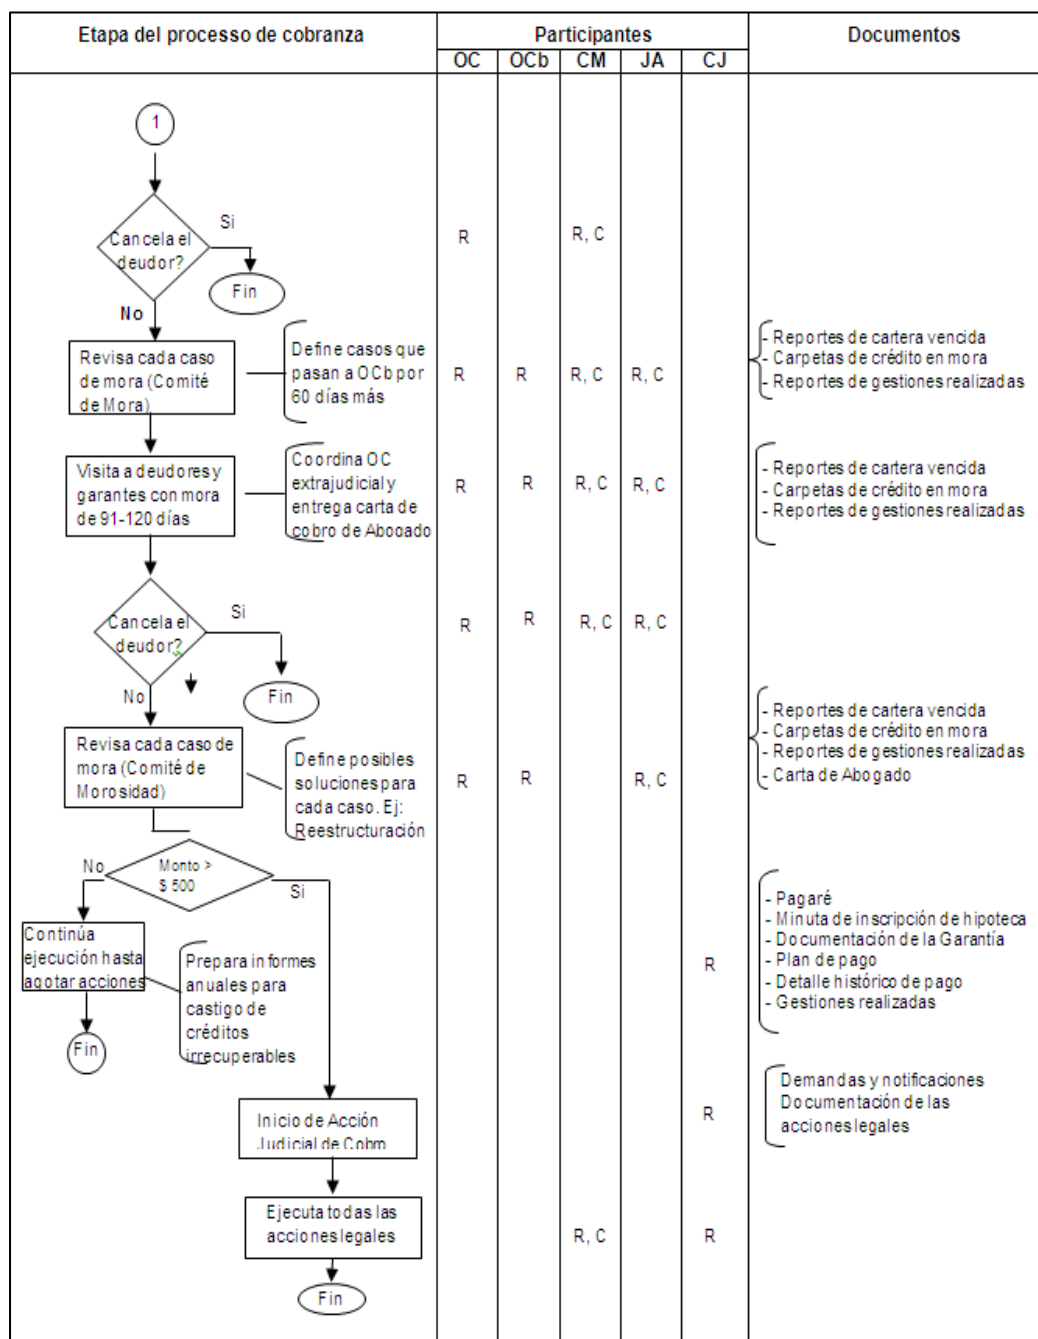 Etapa del processo de cobranza
Participantes
Documentos
OC OCb CM JA CJ
1
Cancela el
deudor?
Si
Fin
No
R R, C
Revisa cada caso
de mora (Comité
de Mora)
Define casos que
pasan a OCb por
60 días más
R R R, C R, C
- Reportes de cartera vencida
- Carpetas de crédito en mora
- Reportes de gestiones realizadas
Visita a deudores y
garantes con mora
de 91-120 días
Coordina OC
extrajudicial y
entrega carta de
cobro de Abogado
R R R, C R, C
- Reportes de cartera vencida
- Carpetas de crédito en mora
- Reportes de gestiones realizadas
Cancela el
deudor?
Si
Fin
No
R R R, C R, C
Revisa cada caso de
mora (Comité de
Morosidad)
Define posibles
soluciones para
cada caso. Ej:
Reestructuración
R R R, C
- Reportes de cartera vencida
- Carpetas de crédito en mora
- Reportes de gestiones realizadas
- Carta de Abogado
Monto >
$ 500
No
Si
Continúa
ejecución hasta
agotar acciones
Fin
Prepara informes
anuales para
castigo de
créditos
irrecuperables
R
- Pagaré
- Minuta de inscripción de hipoteca
- Documentación de la Garantía
- Plan de pago
- Detalle histórico de pago
- Gestiones realizadas
Inicio de Acción
Judicial de Cobro
R
Demandas y notificaciones
Documentación de las
acciones legales
Ejecuta todas las
acciones legales
R, C R
Fin